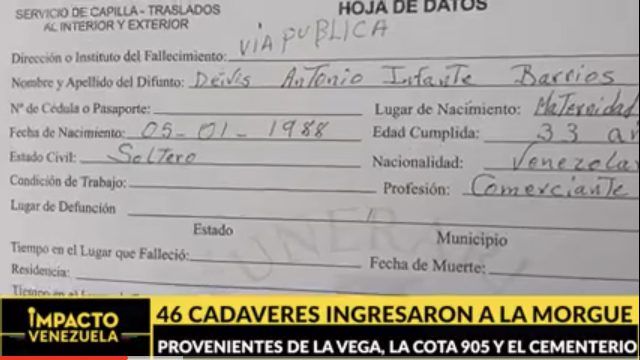 SERVICIO DE CAPILLA - TRASLADOS
AL INTERIOR Y EXTERIOR
HOJA DE DATOS
Dirección o Instituto del Fallecimiento: VIA PUBLICA
Nombre y Apellido del Difunto: Deivis Antonio Infante Barrios
N° de Cédula o Pasaporte:
Lugar de Nacimiento: Maternidad
Fecha de Nacimiento: 05-01-1988
Edad Cumplida: 33
Estado Civil: Soltero
Nacionalidad: Venezola
Condición de Trabajo:
Profesión: Comerciante
Lugar de Defunción
Estado
Municipio
Tiempo en el Lugar que Falleció:
Fecha de Muerte:
Residencia:
IMPACTO
VENEZUELA
46 CADAVERES INGRESARON A LA MORGUE
PROVENIENTES DE LA VEGA, LA COTA 905 Y EL CEMENTERIO